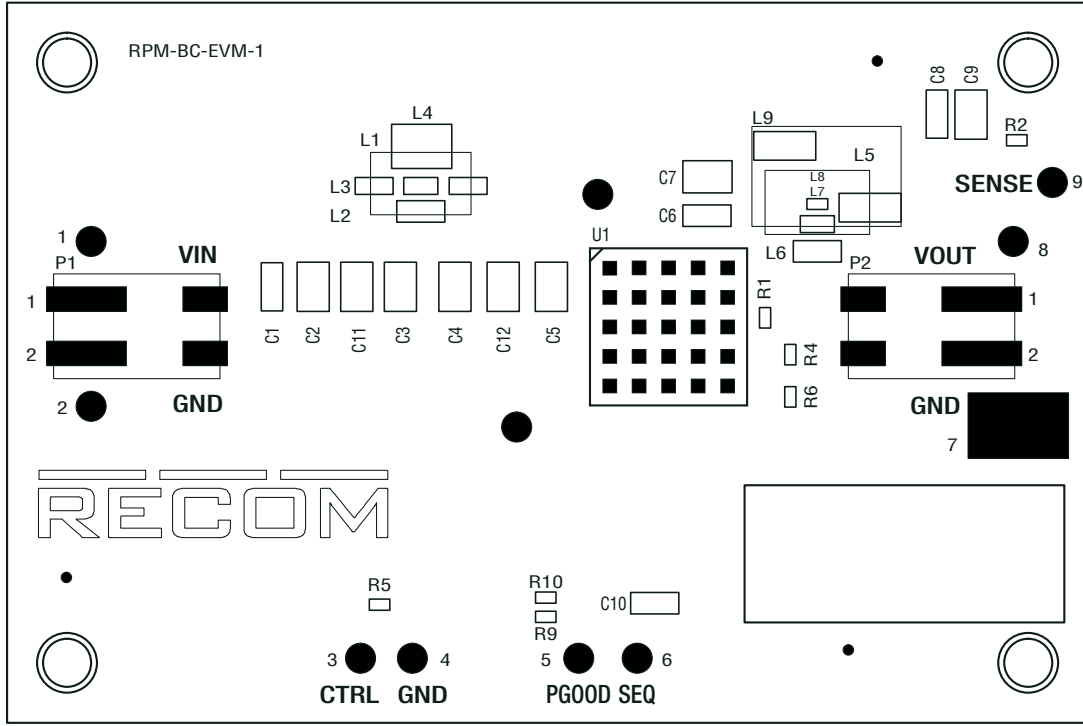 RPM-BC-EVM-1
C8
C9
L4
L1
L9
R2
L3
L2
C7
C6
L8
L7
L5
SENSE
9
1
VIN
P1
U1
L6
P2
VOUT
8
1
2
C1
C2
C11
C3
C4
C12
C5
R1
R4
R6
1
2
2
GND
GND
7
RECOM
R5
R10
R9
C10
3
4
5
6
CTRL
GND
PGOOD
SEQ